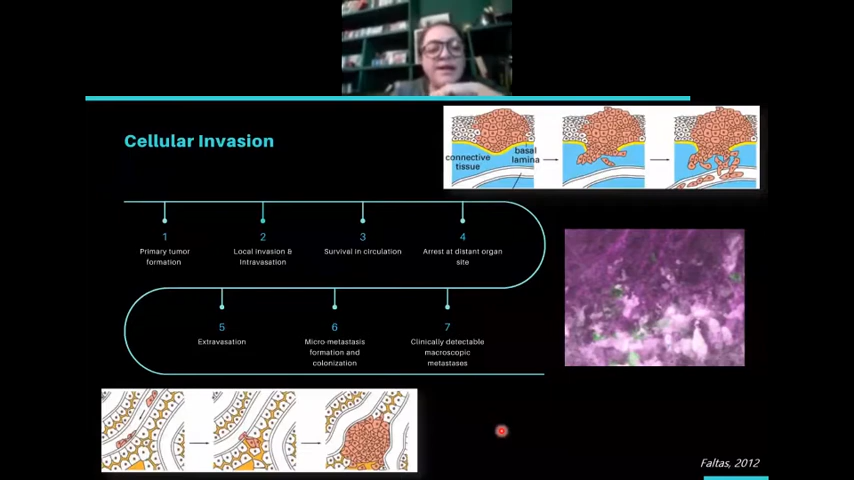 Cellular Invasion
connective
tissue
basal
lamina
1
Primary tumor
formation
2
Local invasion &
Intravasation
3
Survival in circulation
4
Arrest at distant organ
site
5
Extravasation
6
Micro-metastasis
formation and
colonization
7
Clinically detectable
macroscopic
metastases
Faltas, 2012